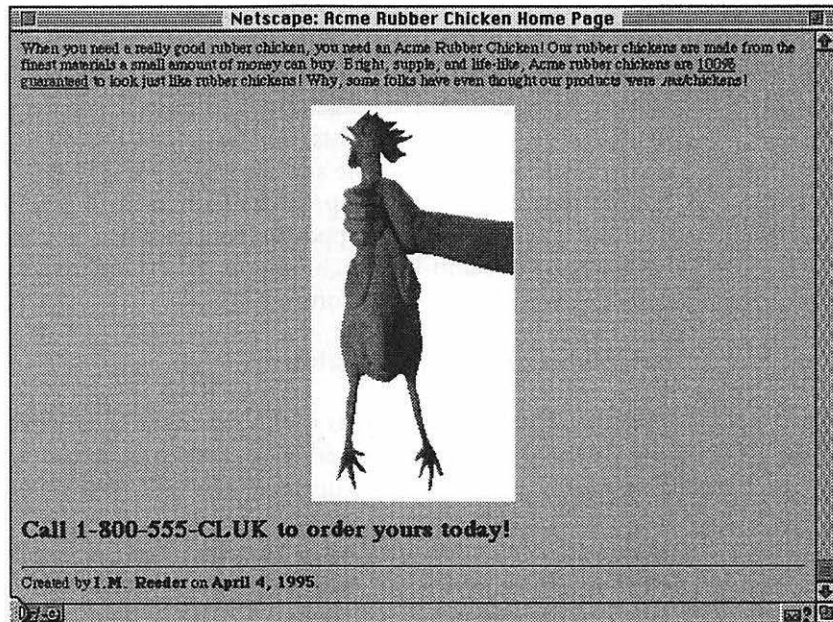 Netscape: Acme Rubber Chicken Home Page
When you need a really good rubber chicken, you need an Acme Rubber Chicken! Our rubber chickens are made from the
finest materials a small amount of money can buy. Bright, supple, and life-like, Acme rubber chickens are 100%
guaranteed to look just like rubber chickens! Why, some folks have even thought our products were real chickens!
Call 1-800-555-CLUK to order yours today!
Created by I.M. Reeder on April 4, 1995.